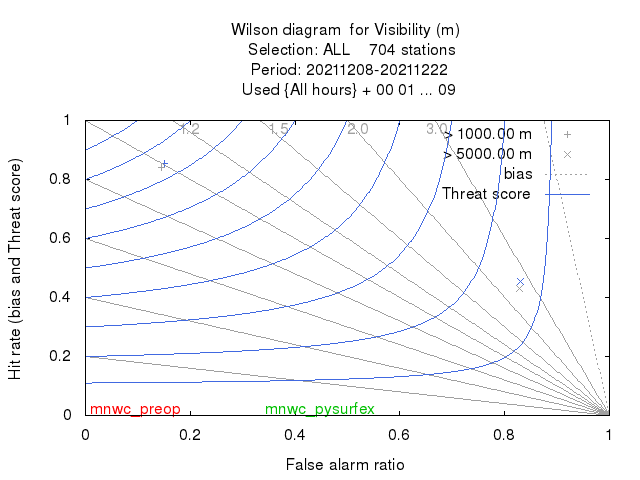 Wilson diagram  for Visibility (m)
Selection: ALL    704 stations
Period: 20211208-20211222
Used {All hours} + 00 01 ... 09
1.2 1.5 2.0 3.0
> 1000.00 m
> 5000.00 m
bias
Threat score
1
0.8
0.6
0.4
0.2
0
Hit rate (bias and Threat score)
mnwc_preop mnwc_pysurfex
0 0.2 0.4 0.6 0.8 1
False alarm ratio